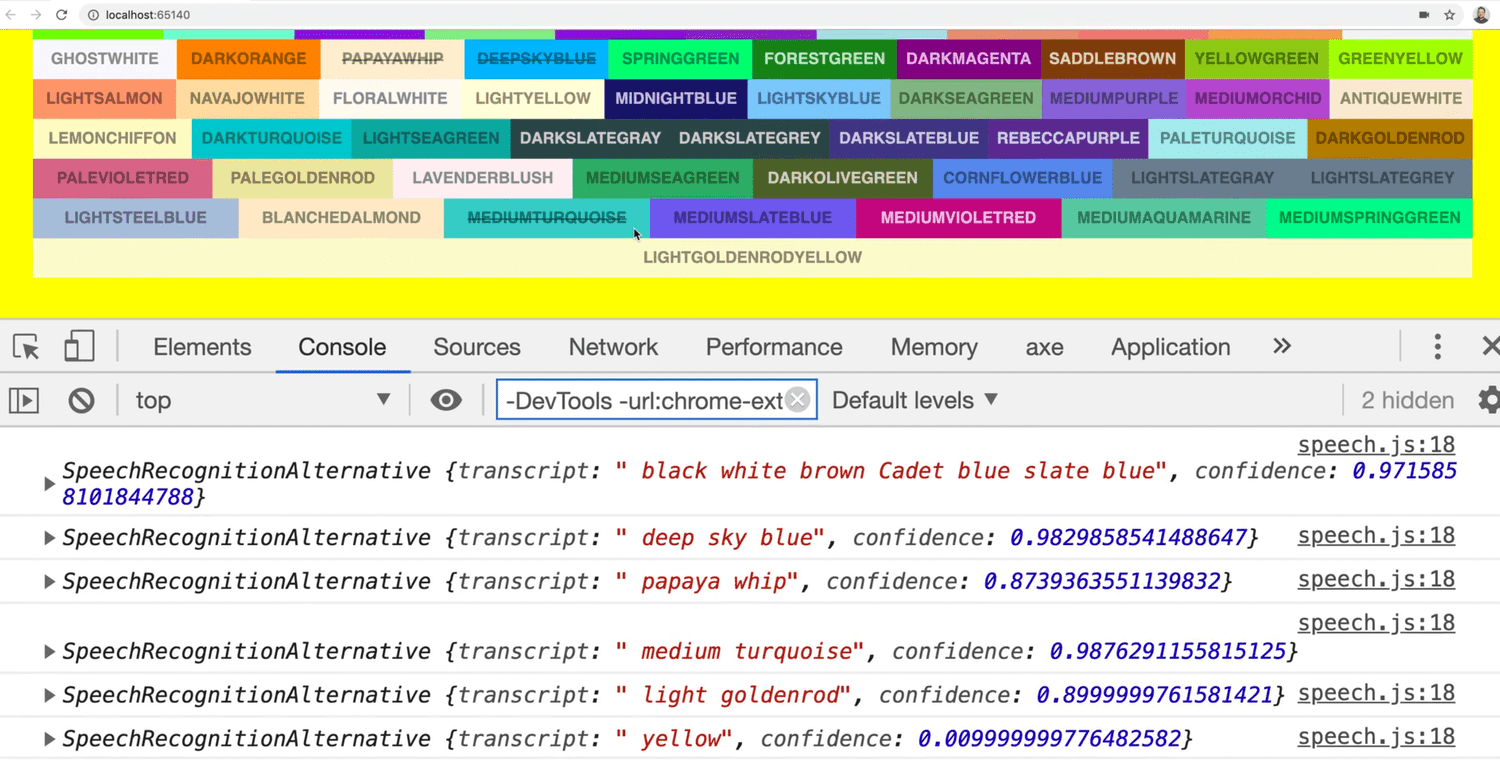 localhost:65140
GHOSTWHITE DARKORANGE PAPAYAWHIP DEEPSKYBLUE SPRINGGREEN FORESTGREEN DARKMAGENTA SADDLEBROWN YELLOWGREEN GREENYELLOW
LIGHTSALMON NAVAJOWHITE FLORALWHITE LIGHTYELLOW MIDNIGHTBLUE LIGHTSKYBLUE DARKSEAGREEN MEDIUMPURPLE MEDIUMORCHID ANTIQUEWHITE
LEMONCHIFFON DARKTURQUOISE LIGHTSEAGREEN DARKSLATEGRAY DARKSLATEGREY DARKSLATEBLUE REBECCAPURPLE PALETURQUOISE DARKGOLDENROD
PALEVIOLETRED PALEGOLDENROD LAVENDERBLUSH MEDIUMSEAGREEN DARKOLIVEGREEN CORNFLOWERBLUE LIGHTSLATEGRAY LIGHTSLATEGREY
LIGHTSTEELBLUE BLANCHEDALMOND MEDIUMTURQUOISE MEDIUMSLATEBLUE MEDIUMVIOLETRED MEDIUMAQUAMARINE MEDIUMSPRINGGREEN
LIGHTGOLDENRODYELLOW
Elements Console Sources Network Performance Memory axe Application
top -DevTools -url:chrome-ext Default levels 2 hidden
speech.js:18
SpeechRecognitionAlternative {transcript: " black white brown Cadet blue slate blue", confidence: 0.971585
8101844788}
SpeechRecognitionAlternative {transcript: " deep sky blue", confidence: 0.9829858541488647} speech.js:18
SpeechRecognitionAlternative {transcript: " papaya whip", confidence: 0.8739363551139832} speech.js:18
speech.js:18
SpeechRecognitionAlternative {transcript: " medium turquoise", confidence: 0.9876291155815125}
SpeechRecognitionAlternative {transcript: " light goldenrod", confidence: 0.8999999761581421} speech.js:18
SpeechRecognitionAlternative {transcript: " yellow", confidence: 0.009999999776482582} speech.js:18